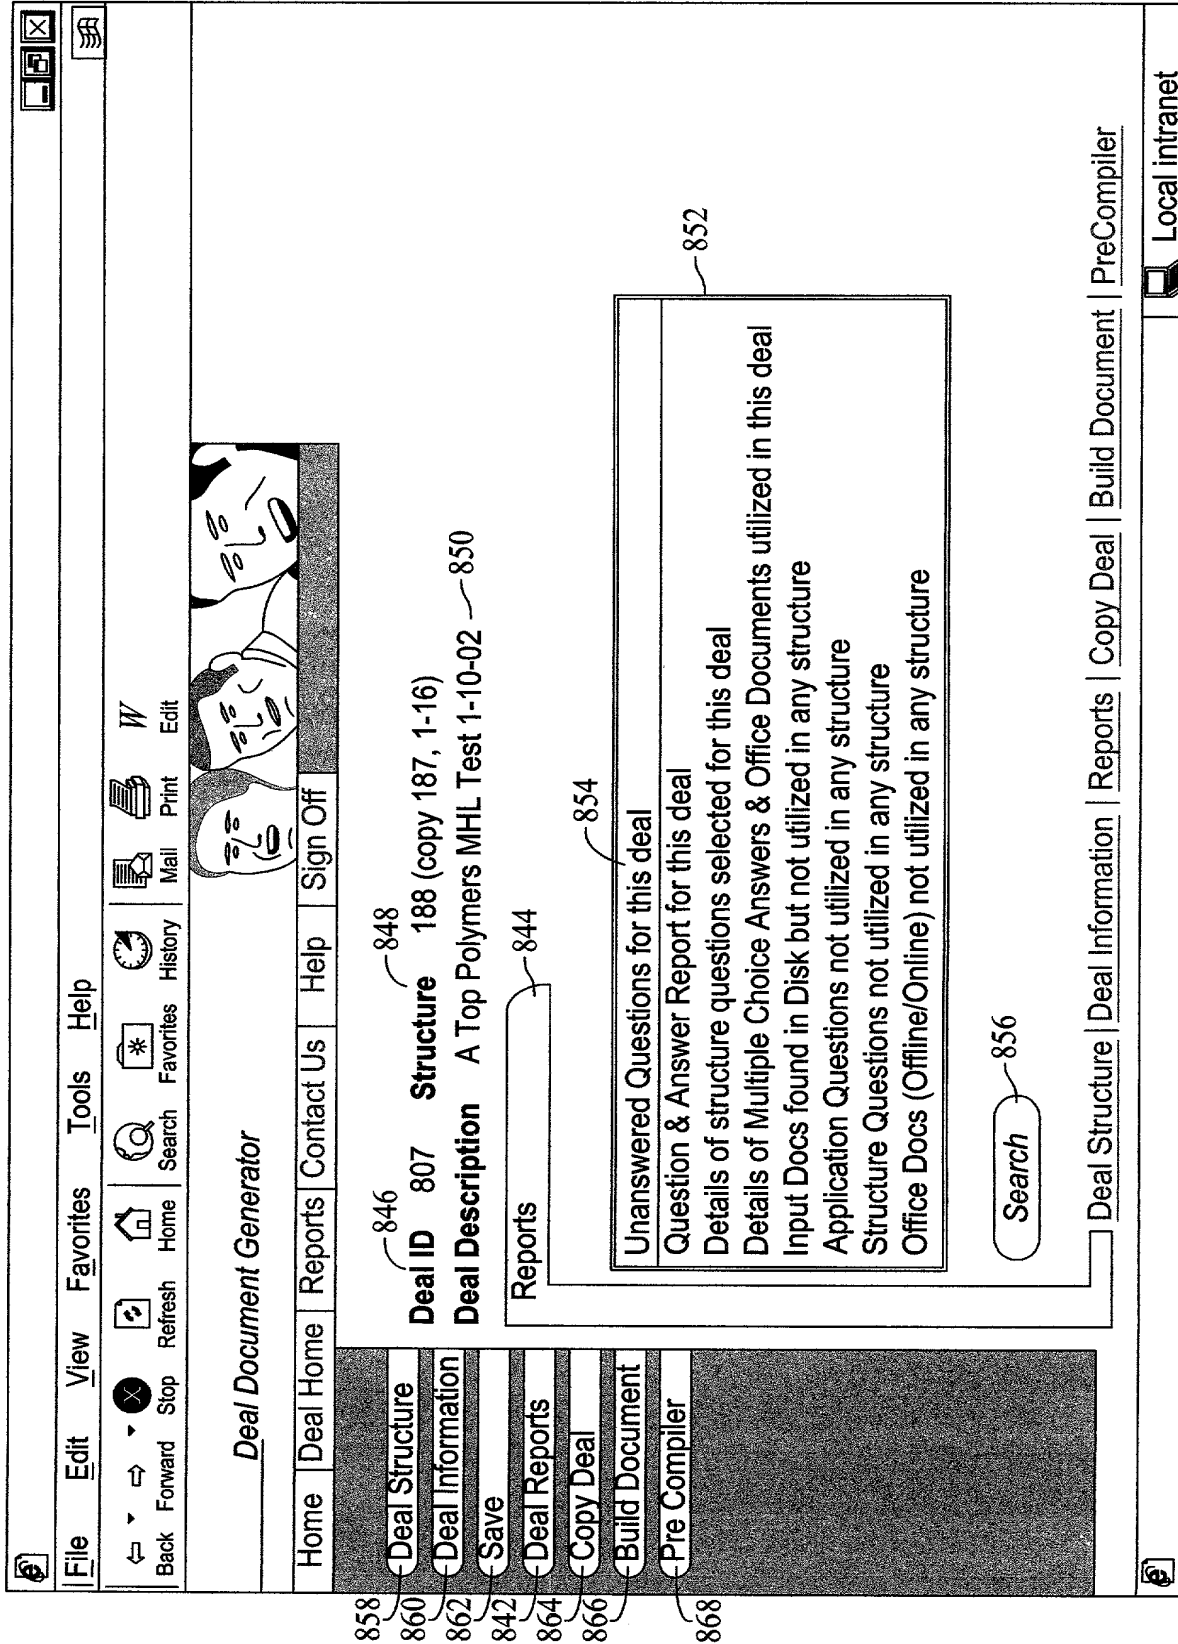 File Edit View Favorites Tools Help
Back Forward Stop Refresh Home Search Favorites History Mail Print Edit
W
Deal Document Generator
Home Deal Home Reports Contact Us Help Sign Off
846 848
Deal ID 807 Structure 188 (copy 187, 1-16)
Deal Description A Top Polymers MHL Test 1-10-02 850
858 Deal Structure
860 Deal Information
862 Save
842 Deal Reports
864 Copy Deal
866 Build Document
868 Pre Compiler
Reports 844
854
852
Unanswered Questions for this deal
Question & Answer Report for this deal
Details of structure questions selected for this deal
Details of Multiple Choice Answers & Office Documents utilized in this deal
Input Docs found in Disk but not utilized in any structure
Application Questions not utilized in any structure
Structure Questions not utilized in any structure
Office Docs (Offline/Online) not utilized in any structure
Search 856
Deal Structure | Deal Information | Reports | Copy Deal | Build Document | PreCompiler
Local intranet